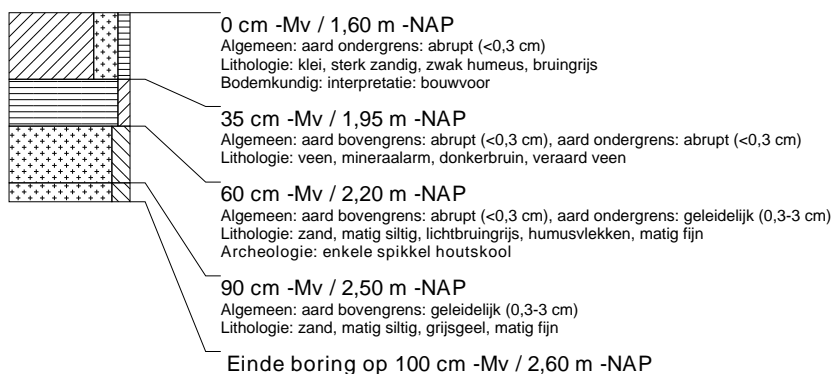 0 cm -Mv / 1,60 m -NAP
Algemeen: aard ondergrens: abrupt (<0,3 cm)
Lithologie: klei, sterk zandig, zwak humeus, bruingrijs
Bodemkundig: interpretatie: bouwvoor
35 cm -Mv / 1,95 m -NAP
Algemeen: aard bovengrens: abrupt (<0,3 cm), aard ondergrens: abrupt (<0,3 cm)
Lithologie: veen, mineraalarm, donkerbruin, veraard veen
60 cm -Mv / 2,20 m -NAP
Algemeen: aard bovengrens: abrupt (<0,3 cm), aard ondergrens: geleidelijk (0,3-3 cm)
Lithologie: zand, matig siltig, lichtbruingrijs, humusvlekken, matig fijn
Archeologie: enkele spikkel houtskool
90 cm -Mv / 2,50 m -NAP
Algemeen: aard bovengrens: geleidelijk (0,3-3 cm)
Lithologie: zand, matig siltig, grijsgeel, matig fijn
Einde boring op 100 cm -Mv / 2,60 m -NAP